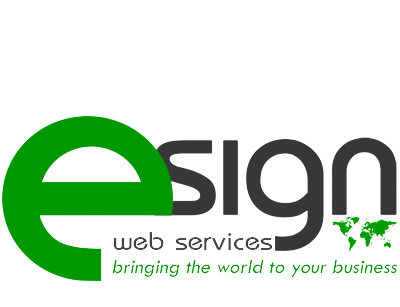 esign
web services
bringing the world to your business